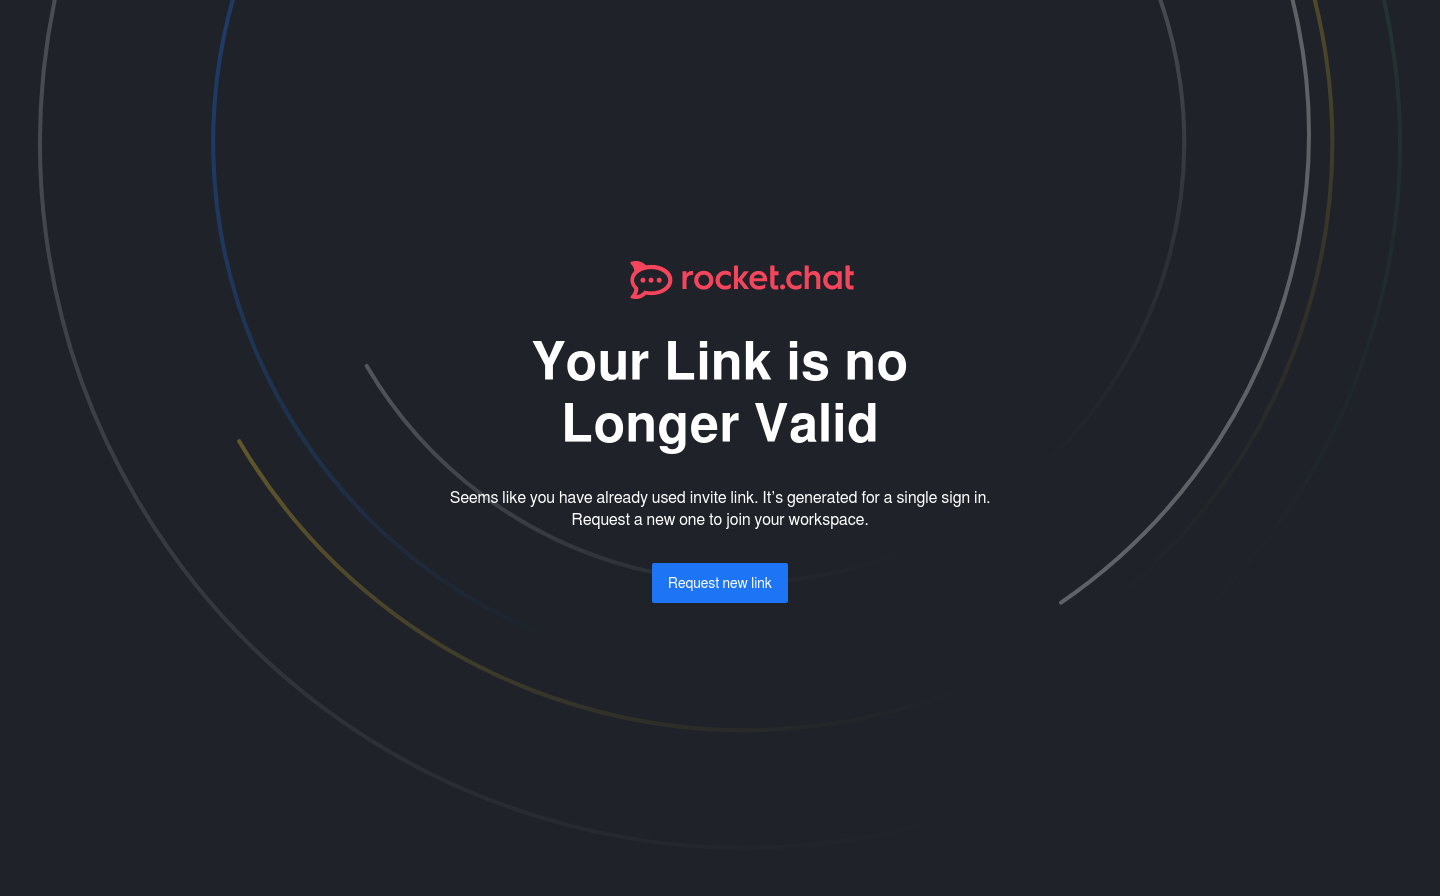 rocket.chat
Your Link is no
Longer Valid
Seems like you have already used invite link. It's generated for a single sign in.
Request a new one to join your workspace.
Request new link